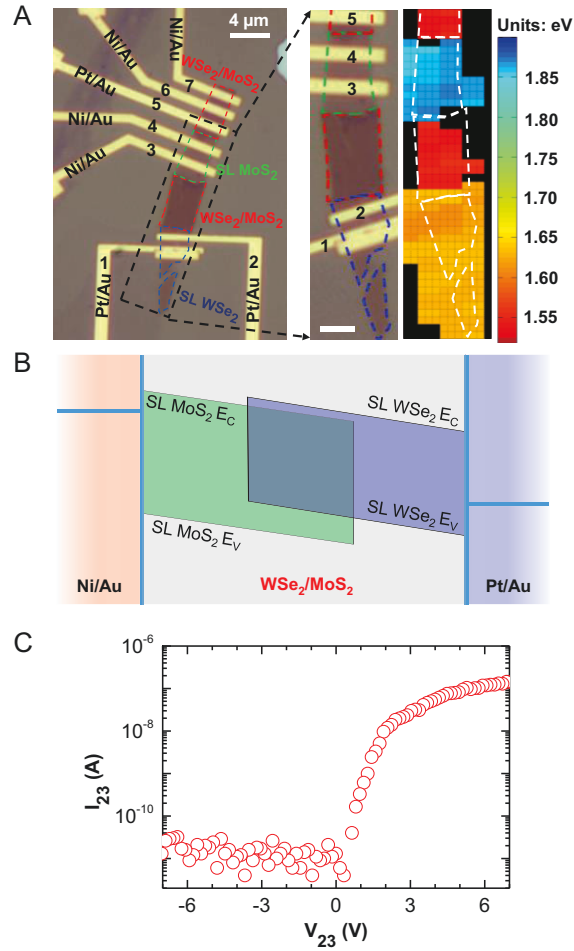 A
4 µm
Ni/Au
Ni/Au
Pt/Au
Ni/Au
Ni/Au
7
6
5
4
3
WSe2/MoS2
SL MoS2
WSe2/MoS2
1
2
Pt/Au
Pt/Au
SL WSe2
5
4
3
2
1
Units: eV
1.85
1.80
1.75
1.70
1.65
1.60
1.55
B
SL MoS2 EC
SL WSe2 EC
SL WSe2 EV
SL MoS2 EV
Ni/Au
WSe2/MoS2
Pt/Au
C
I23 (A)
10-6
10-8
10-10
-6 -3 0 3 6
V23 (V)